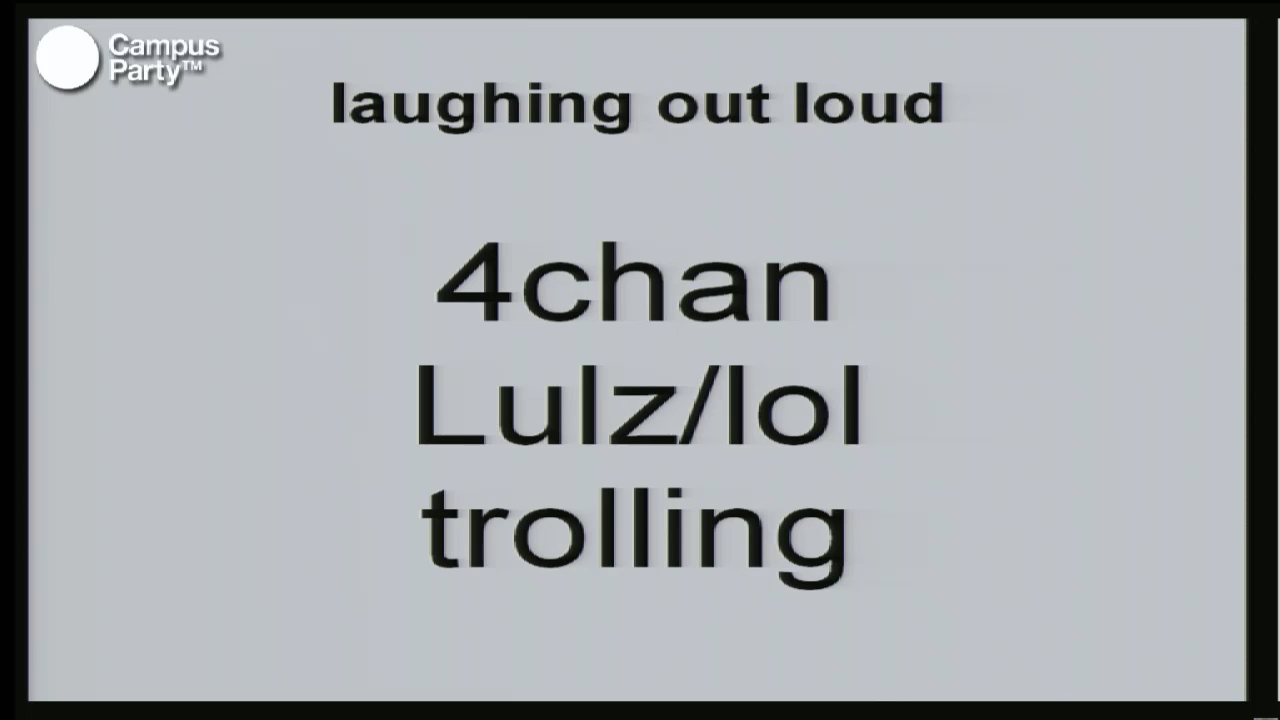 Campus
Party™
laughing out loud
4chan
Lulz/lol
trolling